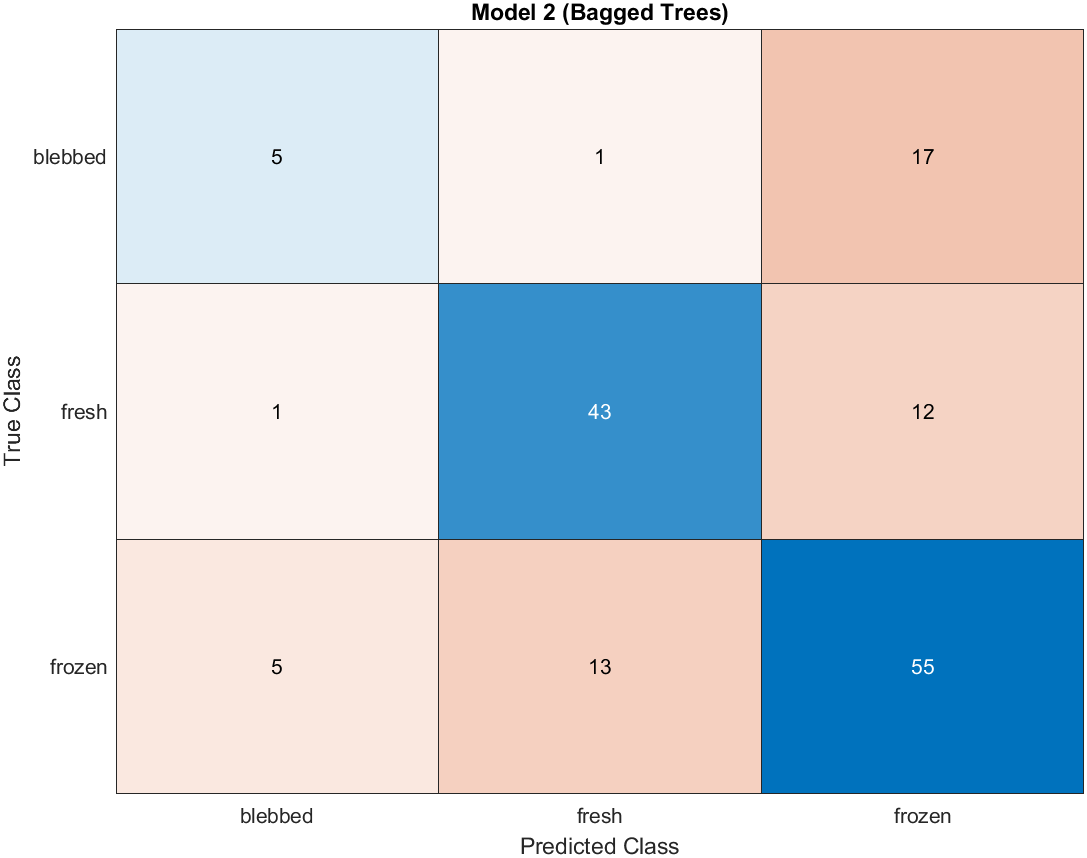 Model 2 (Bagged Trees)
blebbed
5
1
17
True Class
fresh
1
43
12
frozen
5
13
55
blebbed
fresh
frozen
Predicted Class